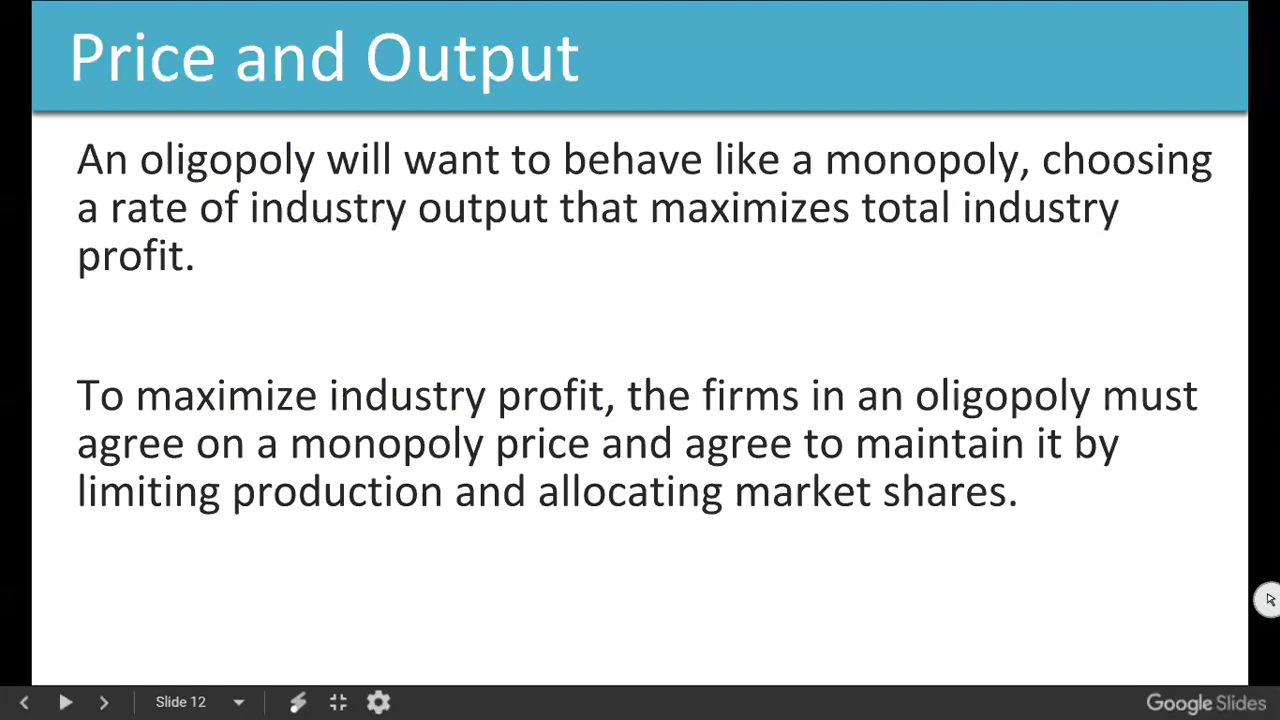 Price and Output
An oligopoly will want to behave like a monopoly, choosing
a rate of industry output that maximizes total industry
profit.
To maximize industry profit, the firms in an oligopoly must
agree on a monopoly price and agree to maintain it by
limiting production and allocating market shares.
Slide 12
Google Slides